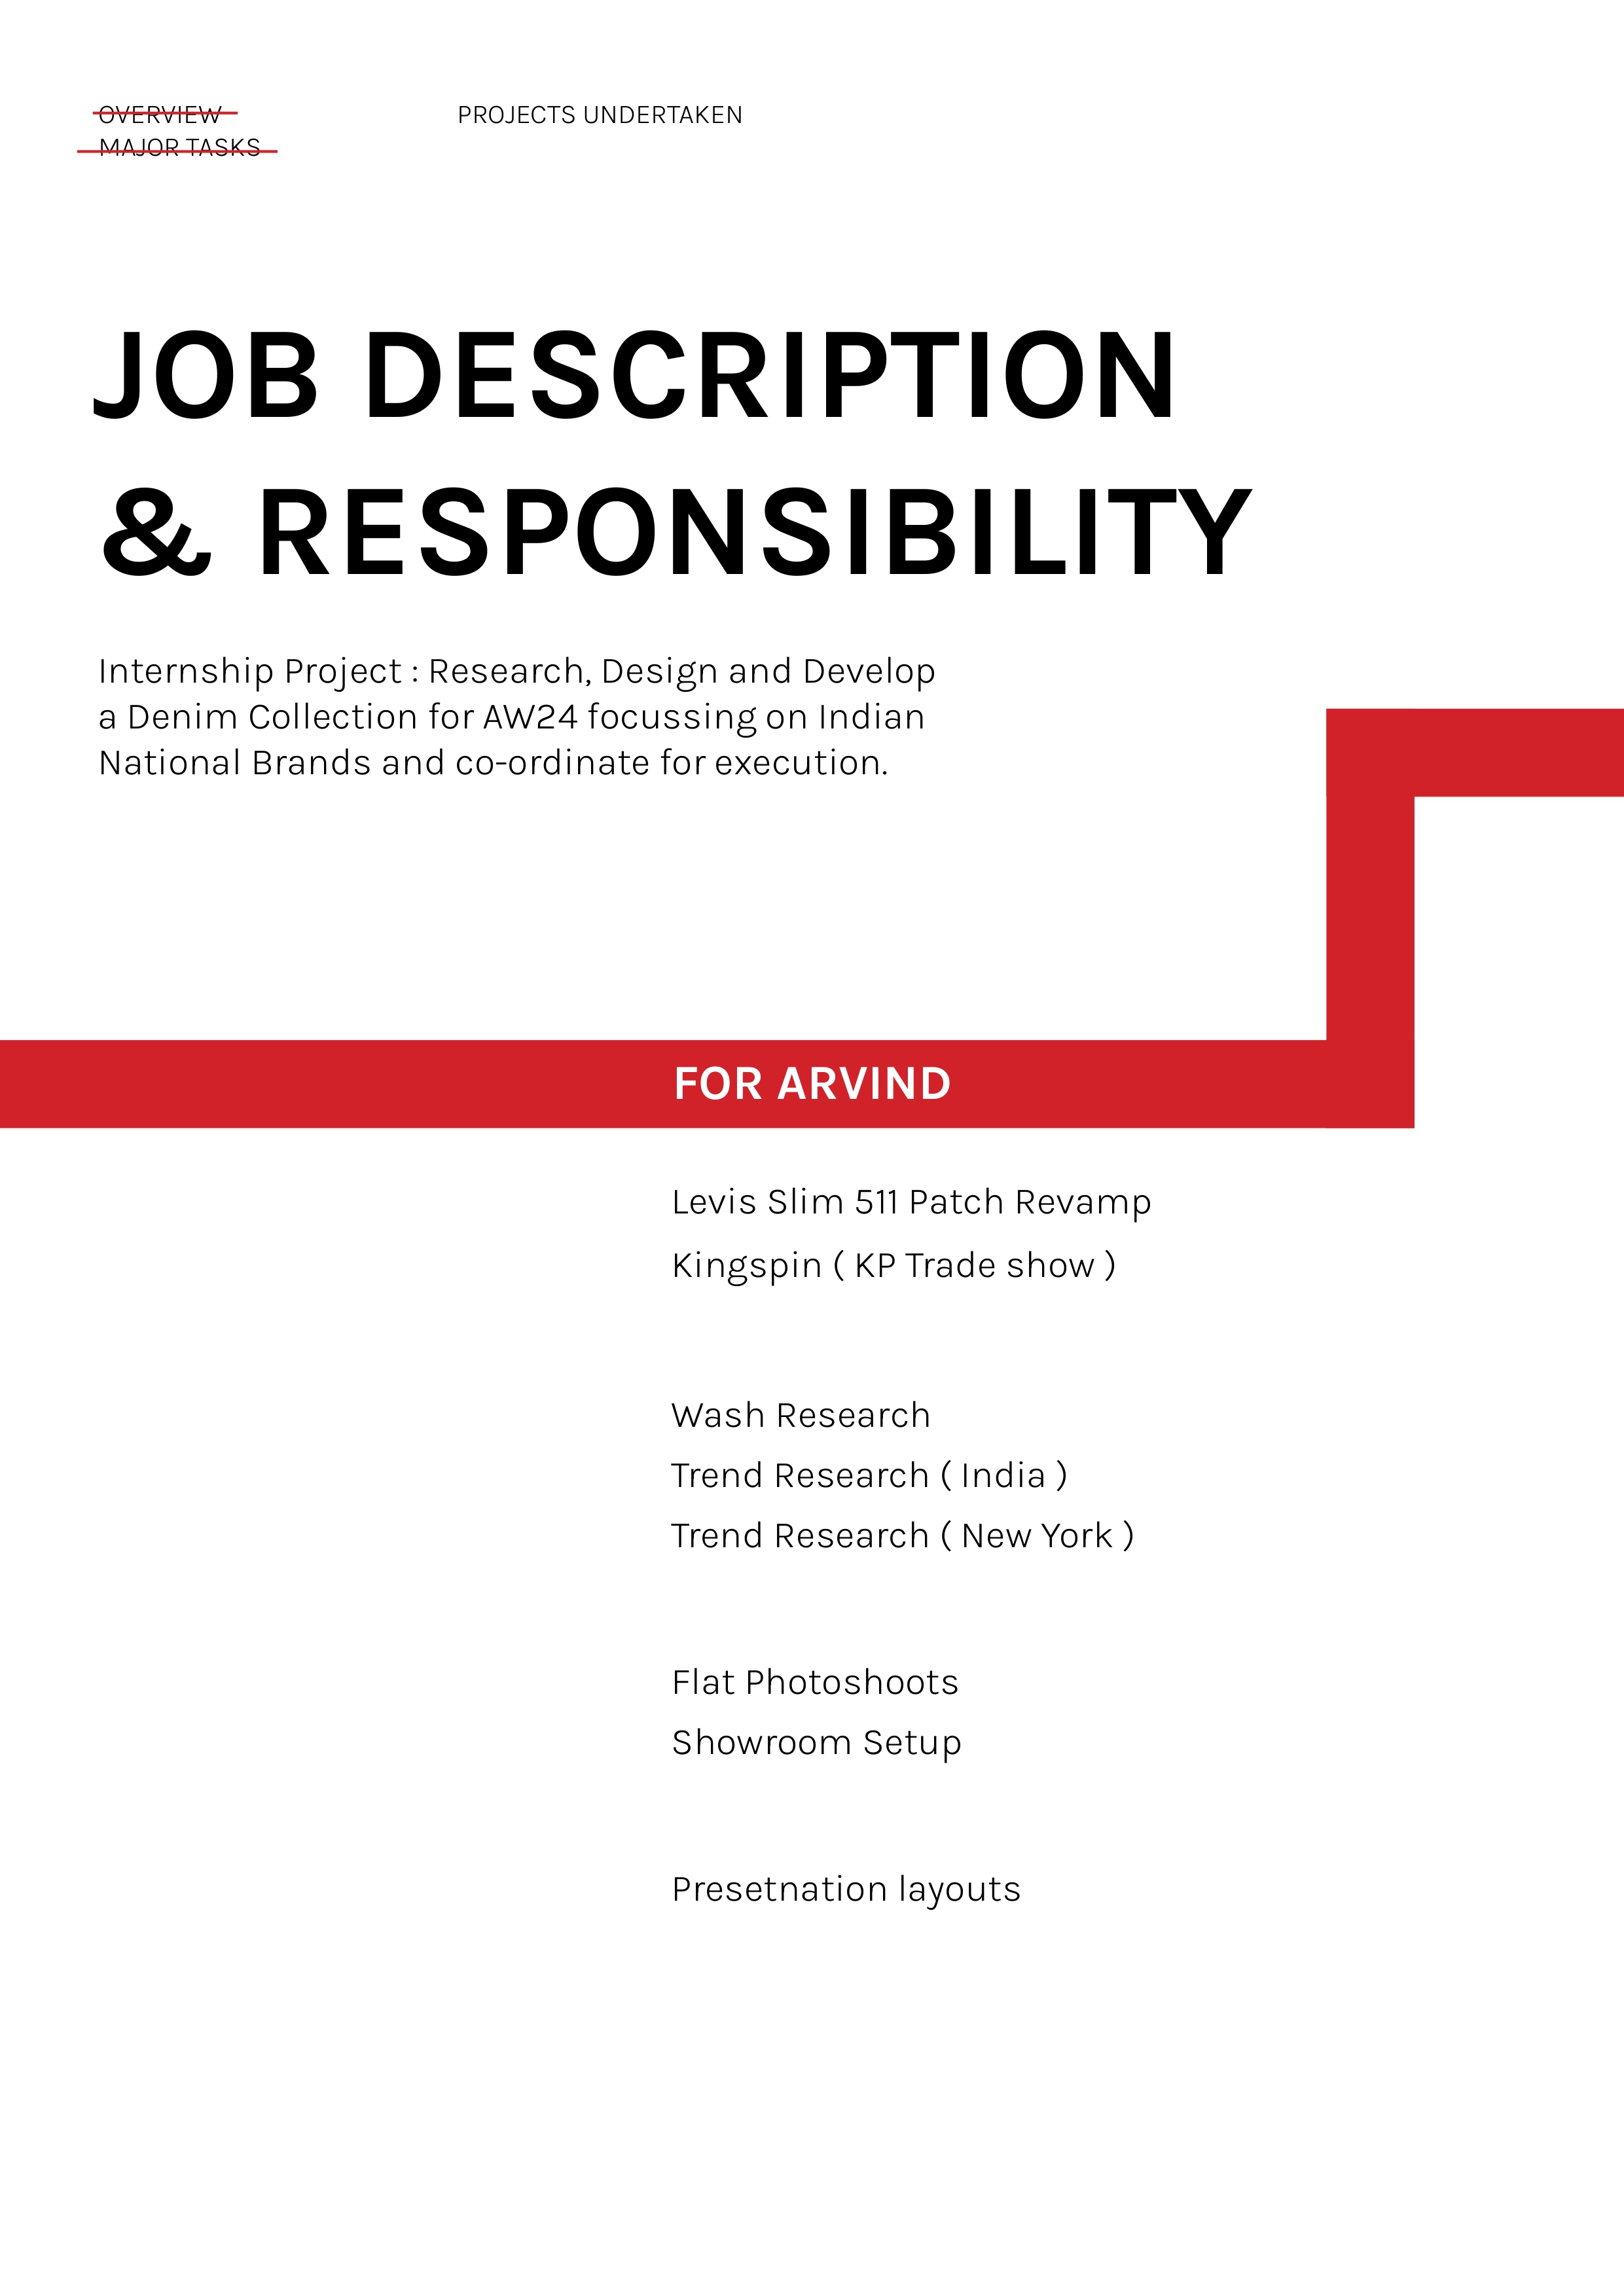 OVERVIEW
MAJOR TASKS
PROJECTS UNDERTAKEN
JOB DESCRIPTION
& RESPONSIBILITY
Internship Project : Research, Design and Develop
a Denim Collection for AW24 focussing on Indian
National Brands and co-ordinate for execution.
FOR ARVIND
Levis Slim 511 Patch Revamp
Kingspin ( KP Trade show )
Wash Research
Trend Research ( India )
Trend Research ( New York )
Flat Photoshoots
Showroom Setup
Presetnation layouts